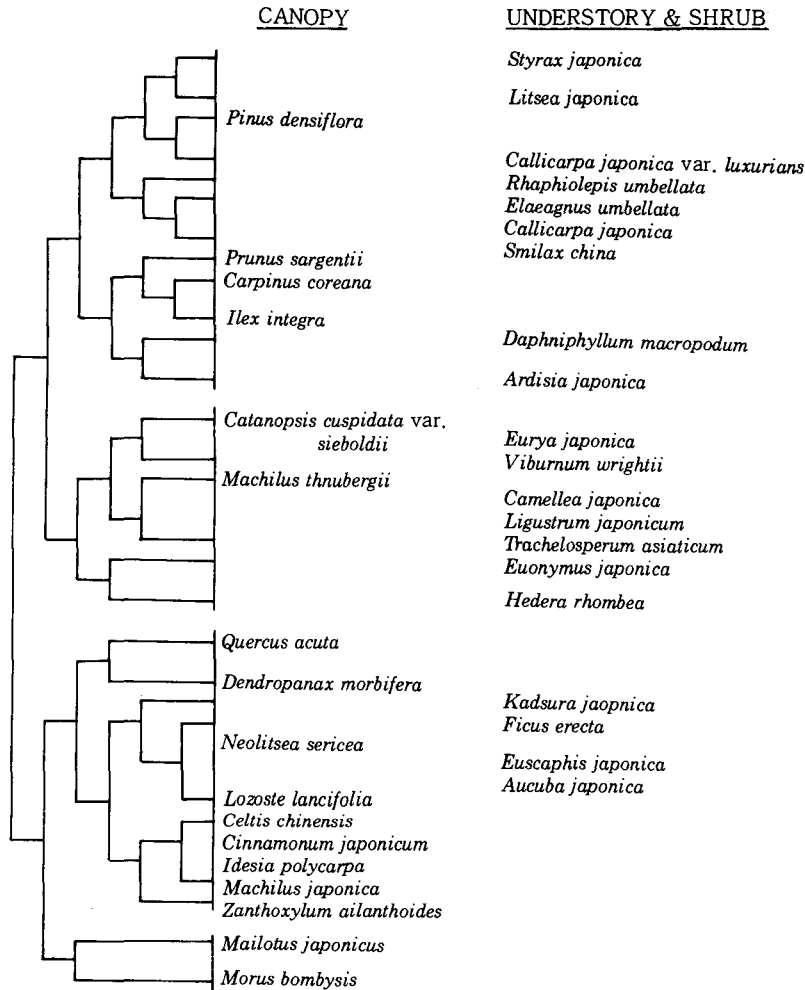 CANOPY UNDERSTORY & SHRUB
Styrax japonica
Litsea japonica
Pinus densiflora
Callicarpa japonica var. luxurians
Rhaphiolepis umbellata
Elaeagnus umbellata
Callicarpa japonica
Prunus sargentii Smilax china
Carpinus coreana
Ilex integra
Daphniphyllum macropodum
Ardisia japonica
Catanopsis cuspidata var.
sieboldii Eurya japonica
Viburnum wrightii
Machilus thnubergii
Camellea japonica
Ligustrum japonicum
Trachelosperum asiaticum
Euonymus japonica
Hedera rhombea
Quercus acuta
Dendropanax morbifera
Kadsura jaopnica
Ficus erecta
Neolitsea sericea
Euscaphis japonica
Aucuba japonica
Lozoste lancifolia
Celtis chinensis
Cinnamonum japonicum
Idesia polycarpa
Machilus japonica
Zanthoxylum ailanthoides
Mailotus japonicus
Morus bombysis